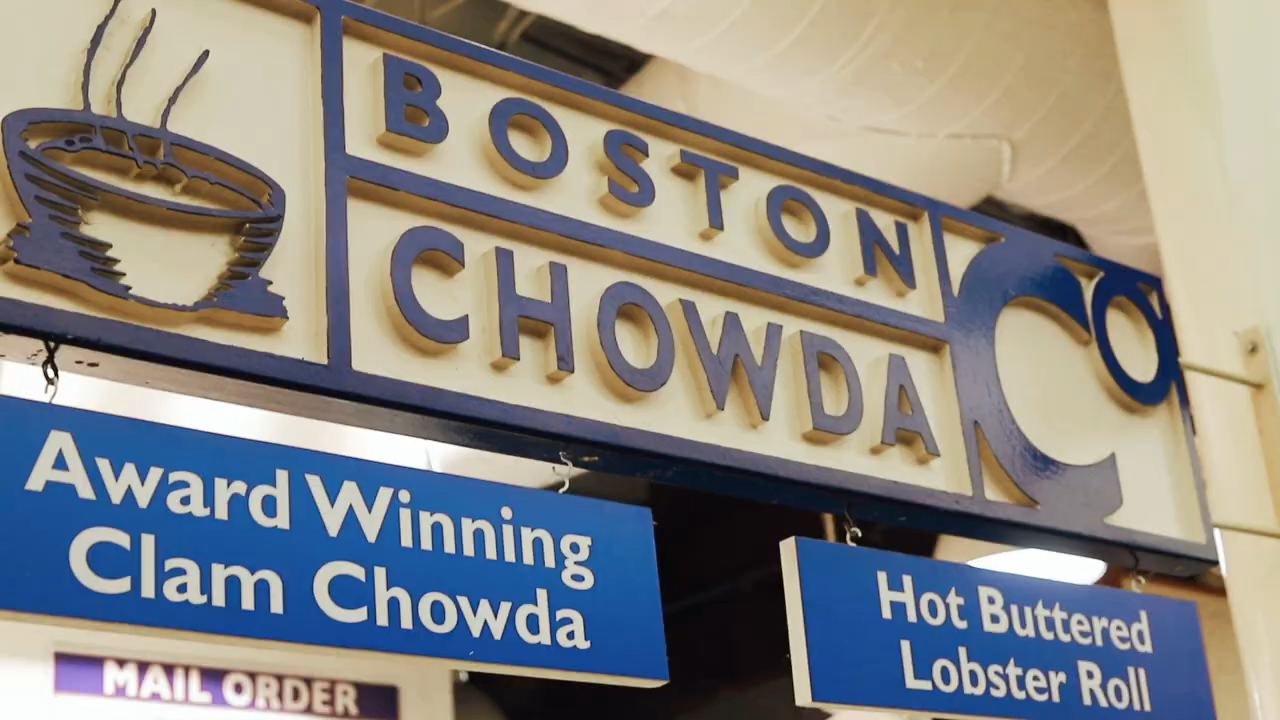 BOSTON
CHOWDA
Co
Award Winning
Clam Chowda
Hot Buttered
Lobster Roll
MAIL ORDER